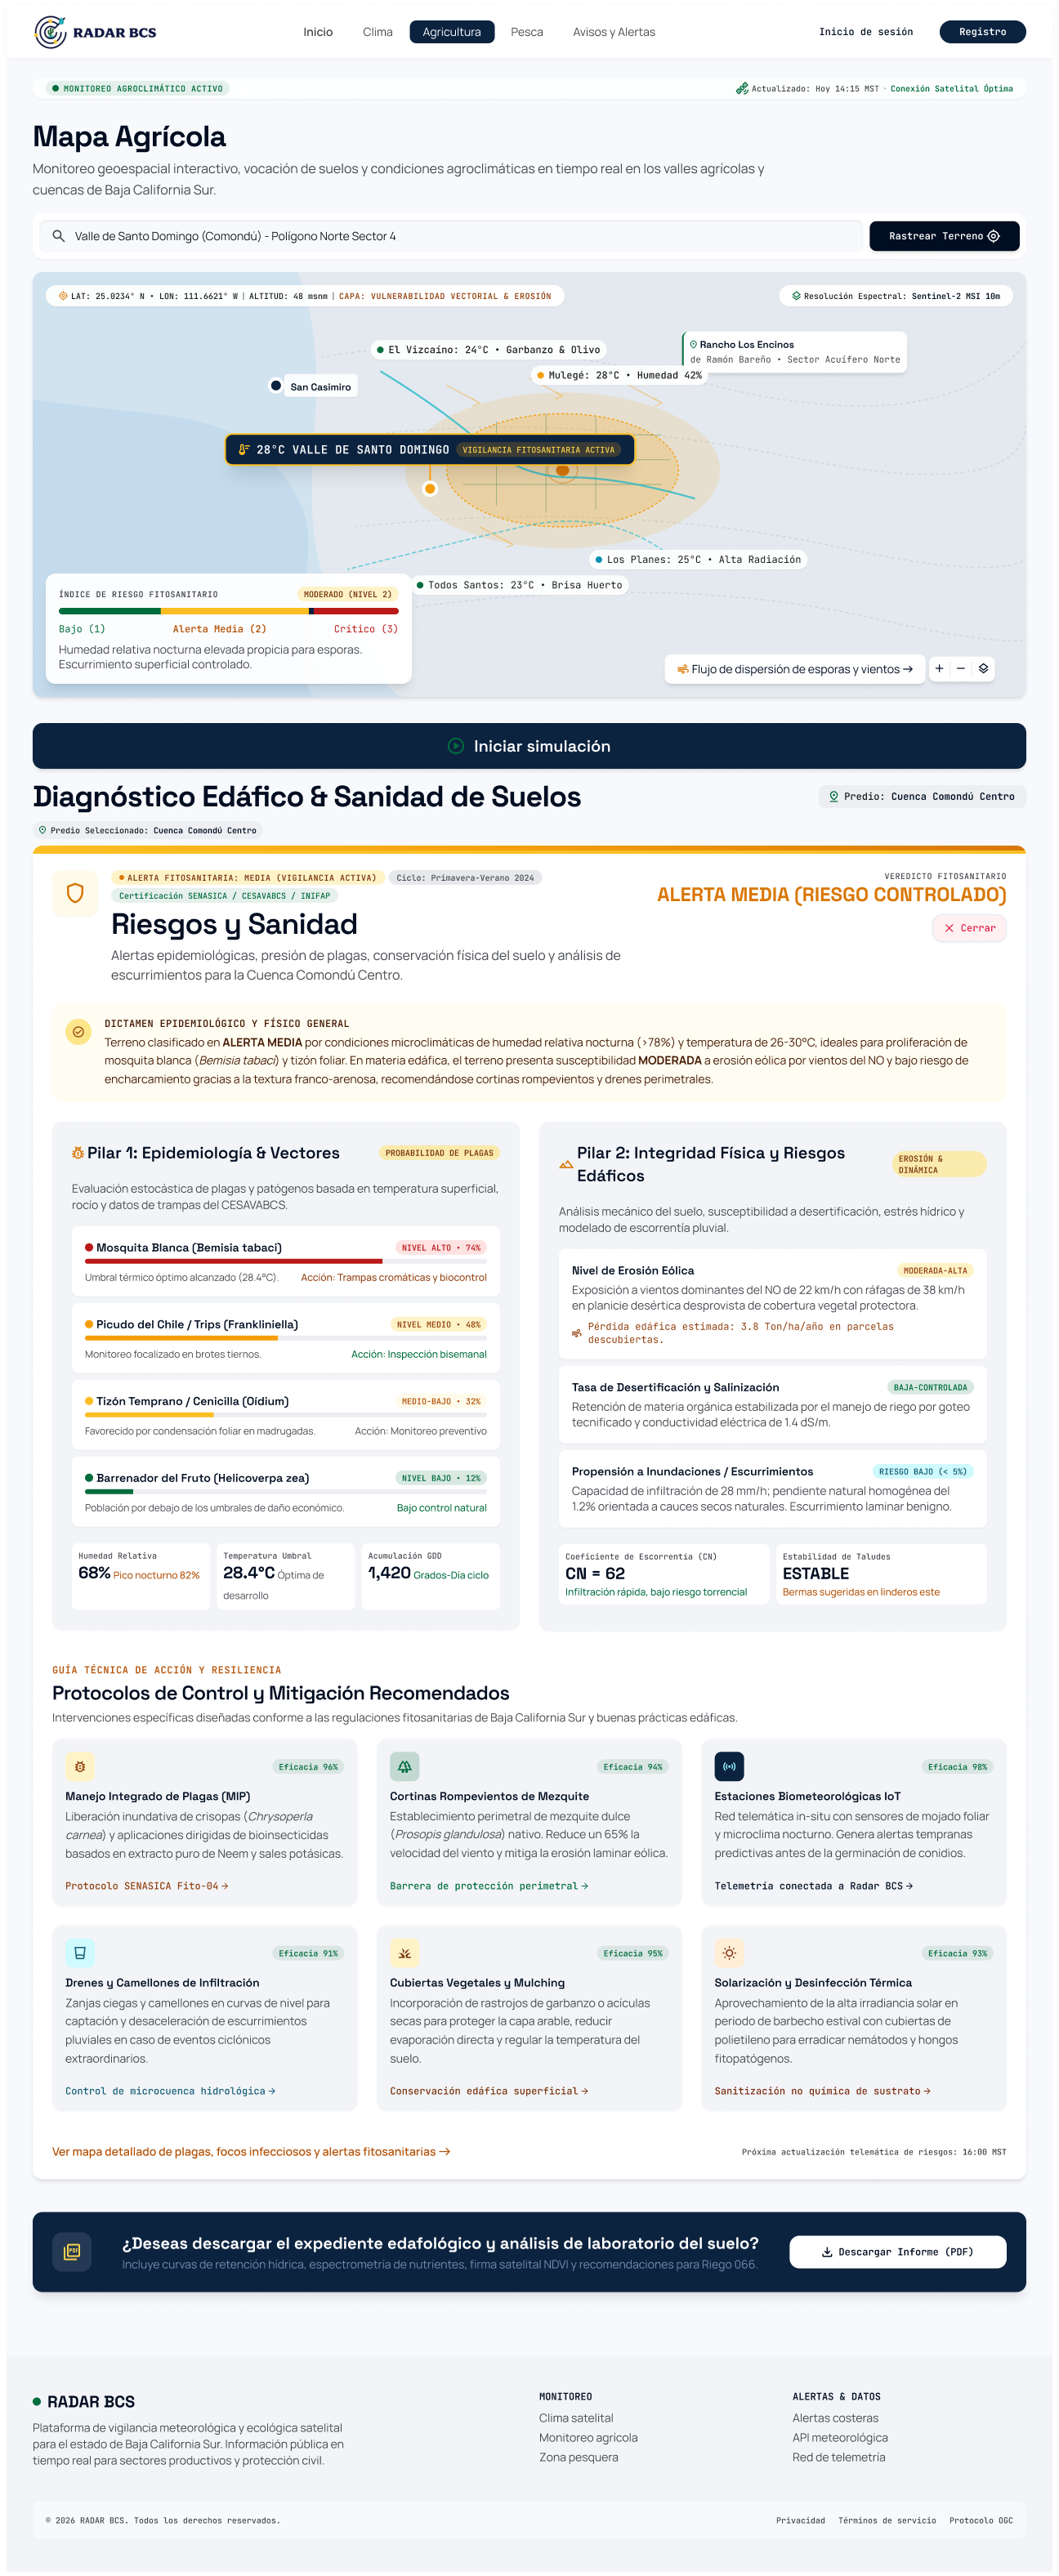 RADAR BCS
Inicio
Clima
Agricultura
Pesca
Avisos y Alertas
Inicio de sesión
Registro
MONITOREO AGROCLIMÁTICO ACTIVO
Actualizado: Hoy 14:15 MST · Conexión Satelital Óptima
Mapa Agrícola
Monitoreo geoespacial interactivo, vocación de suelos y condiciones agroclimáticas en tiempo real en los valles agrícolas y
cuencas de Baja California Sur.
Valle de Santo Domingo (Comondú) - Polígono Norte Sector 4
Rastrear Terreno
LAT: 25.0234° N • LON: 111.6621° W | ALTITUD: 48 msnm | CAPA: VULNERABILIDAD VECTORIAL & EROSIÓN
Resolución Espectral: Sentinel-2 MSI 10m
El Vizcaíno: 24°C • Garbanzo & Olivo
Rancho Los Encinos
de Ramón Bareño • Sector Acuífero Norte
Mulegé: 28°C • Humedad 42%
San Casimiro
28°C VALLE DE SANTO DOMINGO
VIGILANCIA FITOSANITARIA ACTIVA
Los Planes: 25°C • Alta Radiación
Todos Santos: 23°C • Brisa Huerto
ÍNDICE DE RIESGO FITOSANITARIO
MODERADO (NIVEL 2)
Bajo (1)
Alerta Media (2)
Crítico (3)
Humedad relativa nocturna elevada propicia para esporas.
Escurrimiento superficial controlado.
Flujo de dispersión de esporas y vientos →
+
−
Iniciar simulación
Diagnóstico Edáfico & Sanidad de Suelos
Predio: Cuenca Comondú Centro
Predio Seleccionado: Cuenca Comondú Centro
ALERTA FITOSANITARIA: MEDIA (VIGILANCIA ACTIVA)
Ciclo: Primavera-Verano 2024
Certificación SENASICA / CESAVABCS / INIFAP
VEREDICTO FITOSANITARIO
ALERTA MEDIA (RIESGO CONTROLADO)
Cerrar
Riesgos y Sanidad
Alertas epidemiológicas, presión de plagas, conservación física del suelo y análisis de
escurrimientos para la Cuenca Comondú Centro.
DICTAMEN EPIDEMIOLÓGICO Y FÍSICO GENERAL
Terreno clasificado en ALERTA MEDIA por condiciones microclimáticas de humedad relativa nocturna (>78%) y temperatura de 26-30°C, ideales para proliferación de
mosquita blanca (Bemisia tabaci) y tizón foliar. En materia edáfica, el terreno presenta susceptibilidad MODERADA a erosión eólica por vientos del NO y bajo riesgo de
encharcamiento gracias a la textura franco-arenosa, recomendándose cortinas rompevientos y drenes perimetrales.
Pilar 1: Epidemiología & Vectores
PROBABILIDAD DE PLAGAS
Evaluación estocástica de plagas y patógenos basada en temperatura superficial,
rocío y datos de trampas del CESAVABCS.
Mosquita Blanca (Bemisia tabaci)
NIVEL ALTO • 74%
Umbral térmico óptimo alcanzado (28.4°C).
Acción: Trampas cromáticas y biocontrol
Picudo del Chile / Trips (Frankliniella)
NIVEL MEDIO • 48%
Monitoreo focalizado en brotes tiernos.
Acción: Inspección bisemanal
Tizón Temprano / Cenicilla (Oídium)
MEDIO-BAJO • 32%
Favorecido por condensación foliar en madrugadas.
Acción: Monitoreo preventivo
Barrenador del Fruto (Helicoverpa zea)
NIVEL BAJO • 12%
Población por debajo de los umbrales de daño económico.
Bajo control natural
Humedad Relativa
68% Pico nocturno 82%
Temperatura Umbral
28.4°C Óptima de
desarrollo
Acumulación GDD
1,420 Grados-Día ciclo
Pilar 2: Integridad Física y Riesgos
Edáficos
EROSIÓN &
DINÁMICA
Análisis mecánico del suelo, susceptibilidad a desertificación, estrés hídrico y
modelado de escorrentía pluvial.
Nivel de Erosión Eólica
MODERADA-ALTA
Exposición a vientos dominantes del NO de 22 km/h con ráfagas de 38 km/h
en planicie desértica desprovista de cobertura vegetal protectora.
Pérdida edáfica estimada: 3.8 Ton/ha/año en parcelas
descubiertas.
Tasa de Desertificación y Salinización
BAJA-CONTROLADA
Retención de materia orgánica estabilizada por el manejo de riego por goteo
tecnificado y conductividad eléctrica de 1.4 dS/m.
Propensión a Inundaciones / Escurrimientos
RIESGO BAJO (< 5%)
Capacidad de infiltración de 28 mm/h; pendiente natural homogénea del
1.2% orientada a cauces secos naturales. Escurrimiento laminar benigno.
Coeficiente de Escorrentía (CN)
CN = 62
Infiltración rápida, bajo riesgo torrencial
Estabilidad de Taludes
ESTABLE
Bermas sugeridas en linderos este
GUÍA TÉCNICA DE ACCIÓN Y RESILIENCIA
Protocolos de Control y Mitigación Recomendados
Intervenciones específicas diseñadas conforme a las regulaciones fitosanitarias de Baja California Sur y buenas prácticas edáficas.
Eficacia 96%
Manejo Integrado de Plagas (MIP)
Liberación inundativa de crisopas (Chrysoperla
carnea) y aplicaciones dirigidas de bioinsecticidas
basados en extracto puro de Neem y sales potásicas.
Protocolo SENASICA Fito-04 →
Eficacia 94%
Cortinas Rompevientos de Mezquite
Establecimiento perimetral de mezquite dulce
(Prosopis glandulosa) nativo. Reduce un 65% la
velocidad del viento y mitiga la erosión laminar eólica.
Barrera de protección perimetral →
Eficacia 98%
Estaciones Biometeorológicas IoT
Red telemática in-situ con sensores de mojado foliar
y microclima nocturno. Genera alertas tempranas
predictivas antes de la germinación de conidios.
Telemetría conectada a Radar BCS →
Eficacia 91%
Drenes y Camellones de Infiltración
Zanjas ciegas y camellones en curvas de nivel para
captación y desaceleración de escurrimientos
pluviales en caso de eventos ciclónicos
extraordinarios.
Control de microcuenca hidrológica →
Eficacia 95%
Cubiertas Vegetales y Mulching
Incorporación de rastrojos de garbanzo o acículas
secas para proteger la capa arable, reducir
evaporación directa y regular la temperatura del
suelo.
Conservación edáfica superficial →
Eficacia 93%
Solarización y Desinfección Térmica
Aprovechamiento de la alta irradiancia solar en
periodo de barbecho estival con cubiertas de
polietileno para erradicar nemátodos y hongos
fitopatógenos.
Sanitización no química de sustrato →
Ver mapa detallado de plagas, focos infecciosos y alertas fitosanitarias →
Próxima actualización telemática de riesgos: 16:00 MST
PDF
¿Deseas descargar el expediente edafológico y análisis de laboratorio del suelo?
Incluye curvas de retención hídrica, espectrometría de nutrientes, firma satelital NDVI y recomendaciones para Riego 066.
Descargar Informe (PDF)
RADAR BCS
Plataforma de vigilancia meteorológica y ecológica satelital
para el estado de Baja California Sur. Información pública en
tiempo real para sectores productivos y protección civil.
MONITOREO
Clima satelital
Monitoreo agrícola
Zona pesquera
ALERTAS & DATOS
Alertas costeras
API meteorológica
Red de telemetría
© 2026 RADAR BCS. Todos los derechos reservados.
Privacidad
Términos de servicio
Protocolo OGC